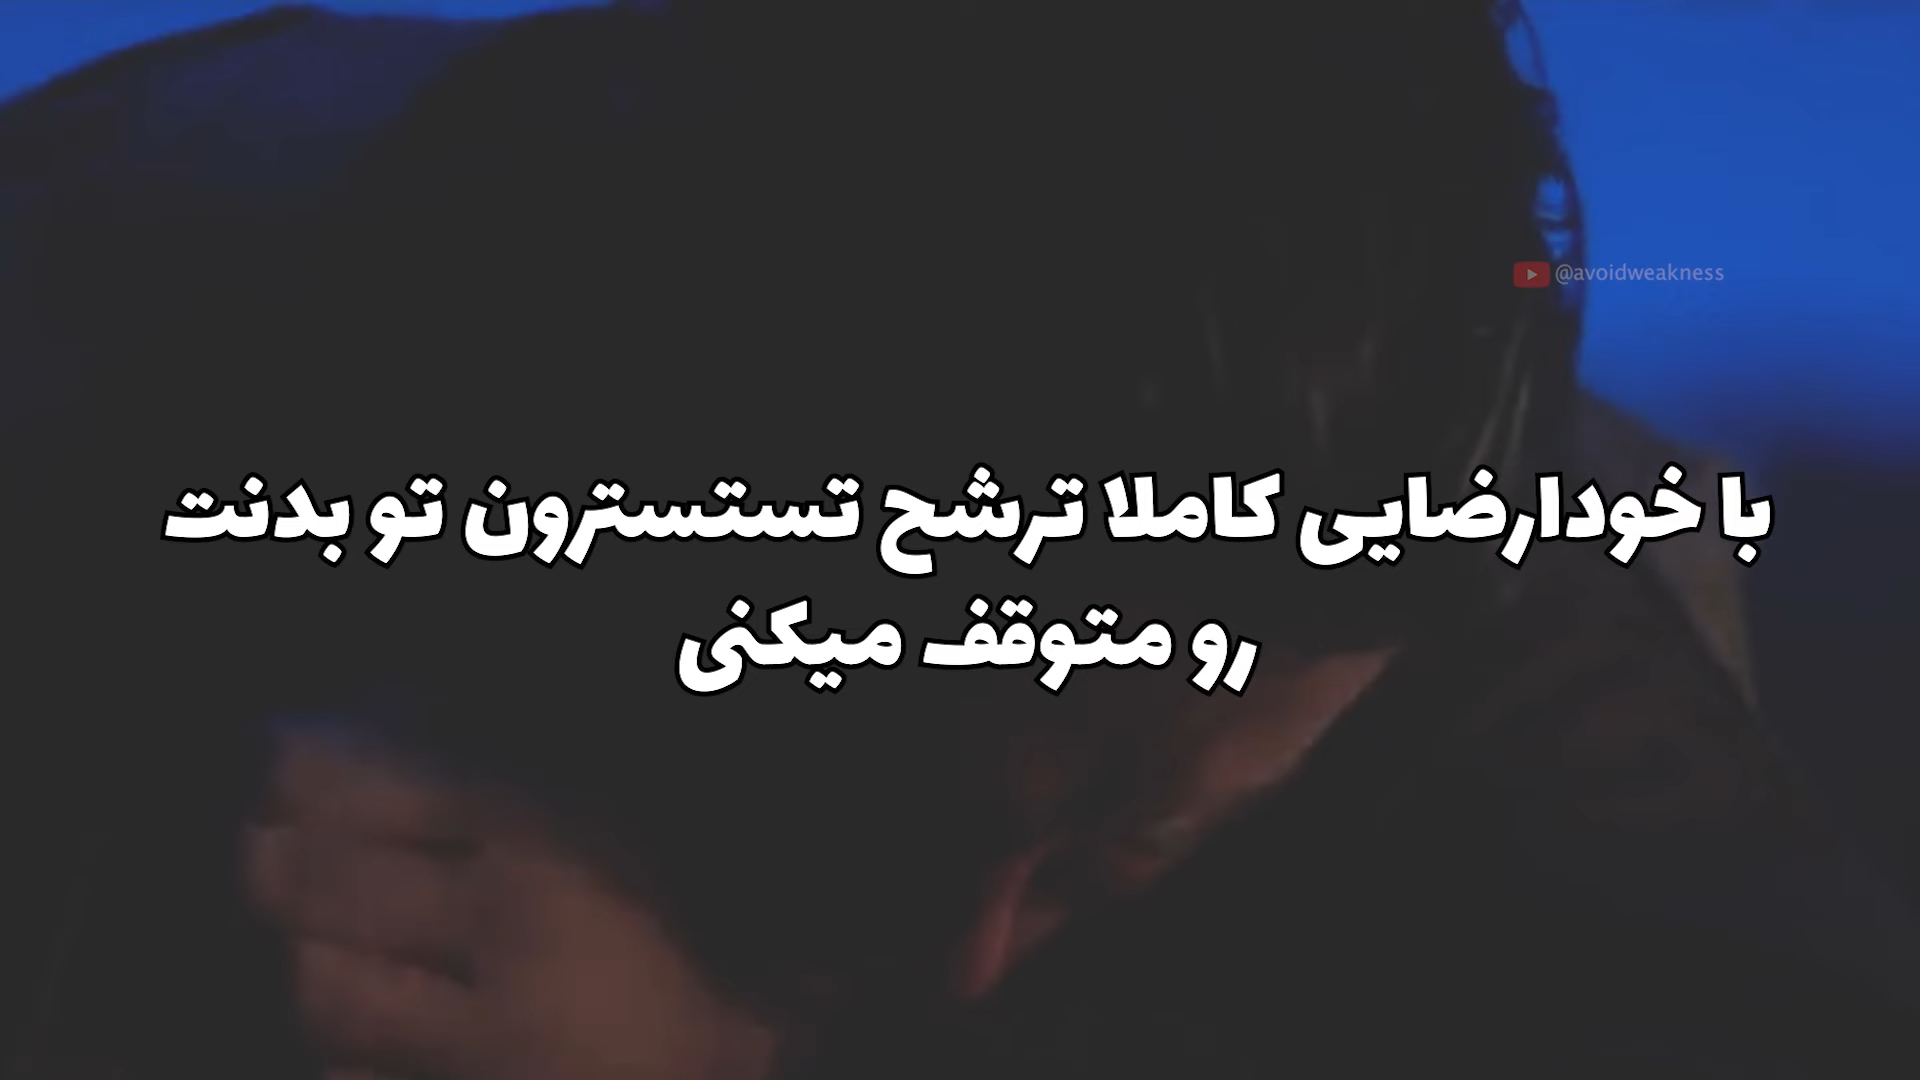 @avoidweakness
با خودارضایی کاملا ترشح تستسترون تو بدنت
رو متوقف میکنی